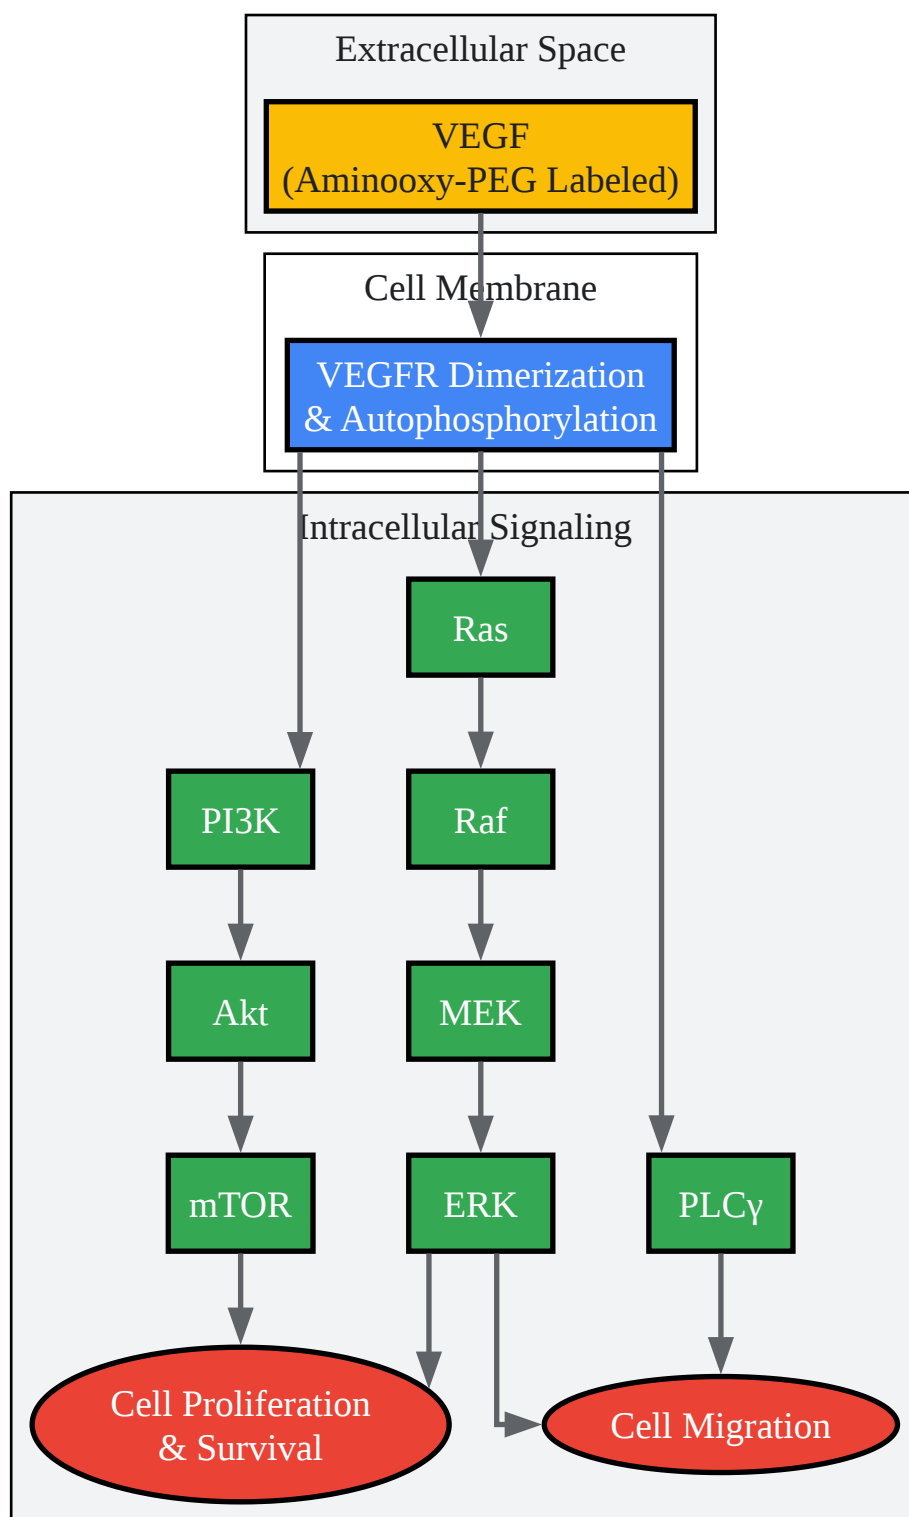 Extracellular Space
VEGF
(Aminooxy-PEG Labeled)
Cell Membrane
VEGFR Dimerization
& Autophosphorylation
Intracellular Signaling
Ras
PI3K
Raf
Akt
MEK
mTOR
ERK
PLCγ
Cell Proliferation
& Survival
Cell Migration